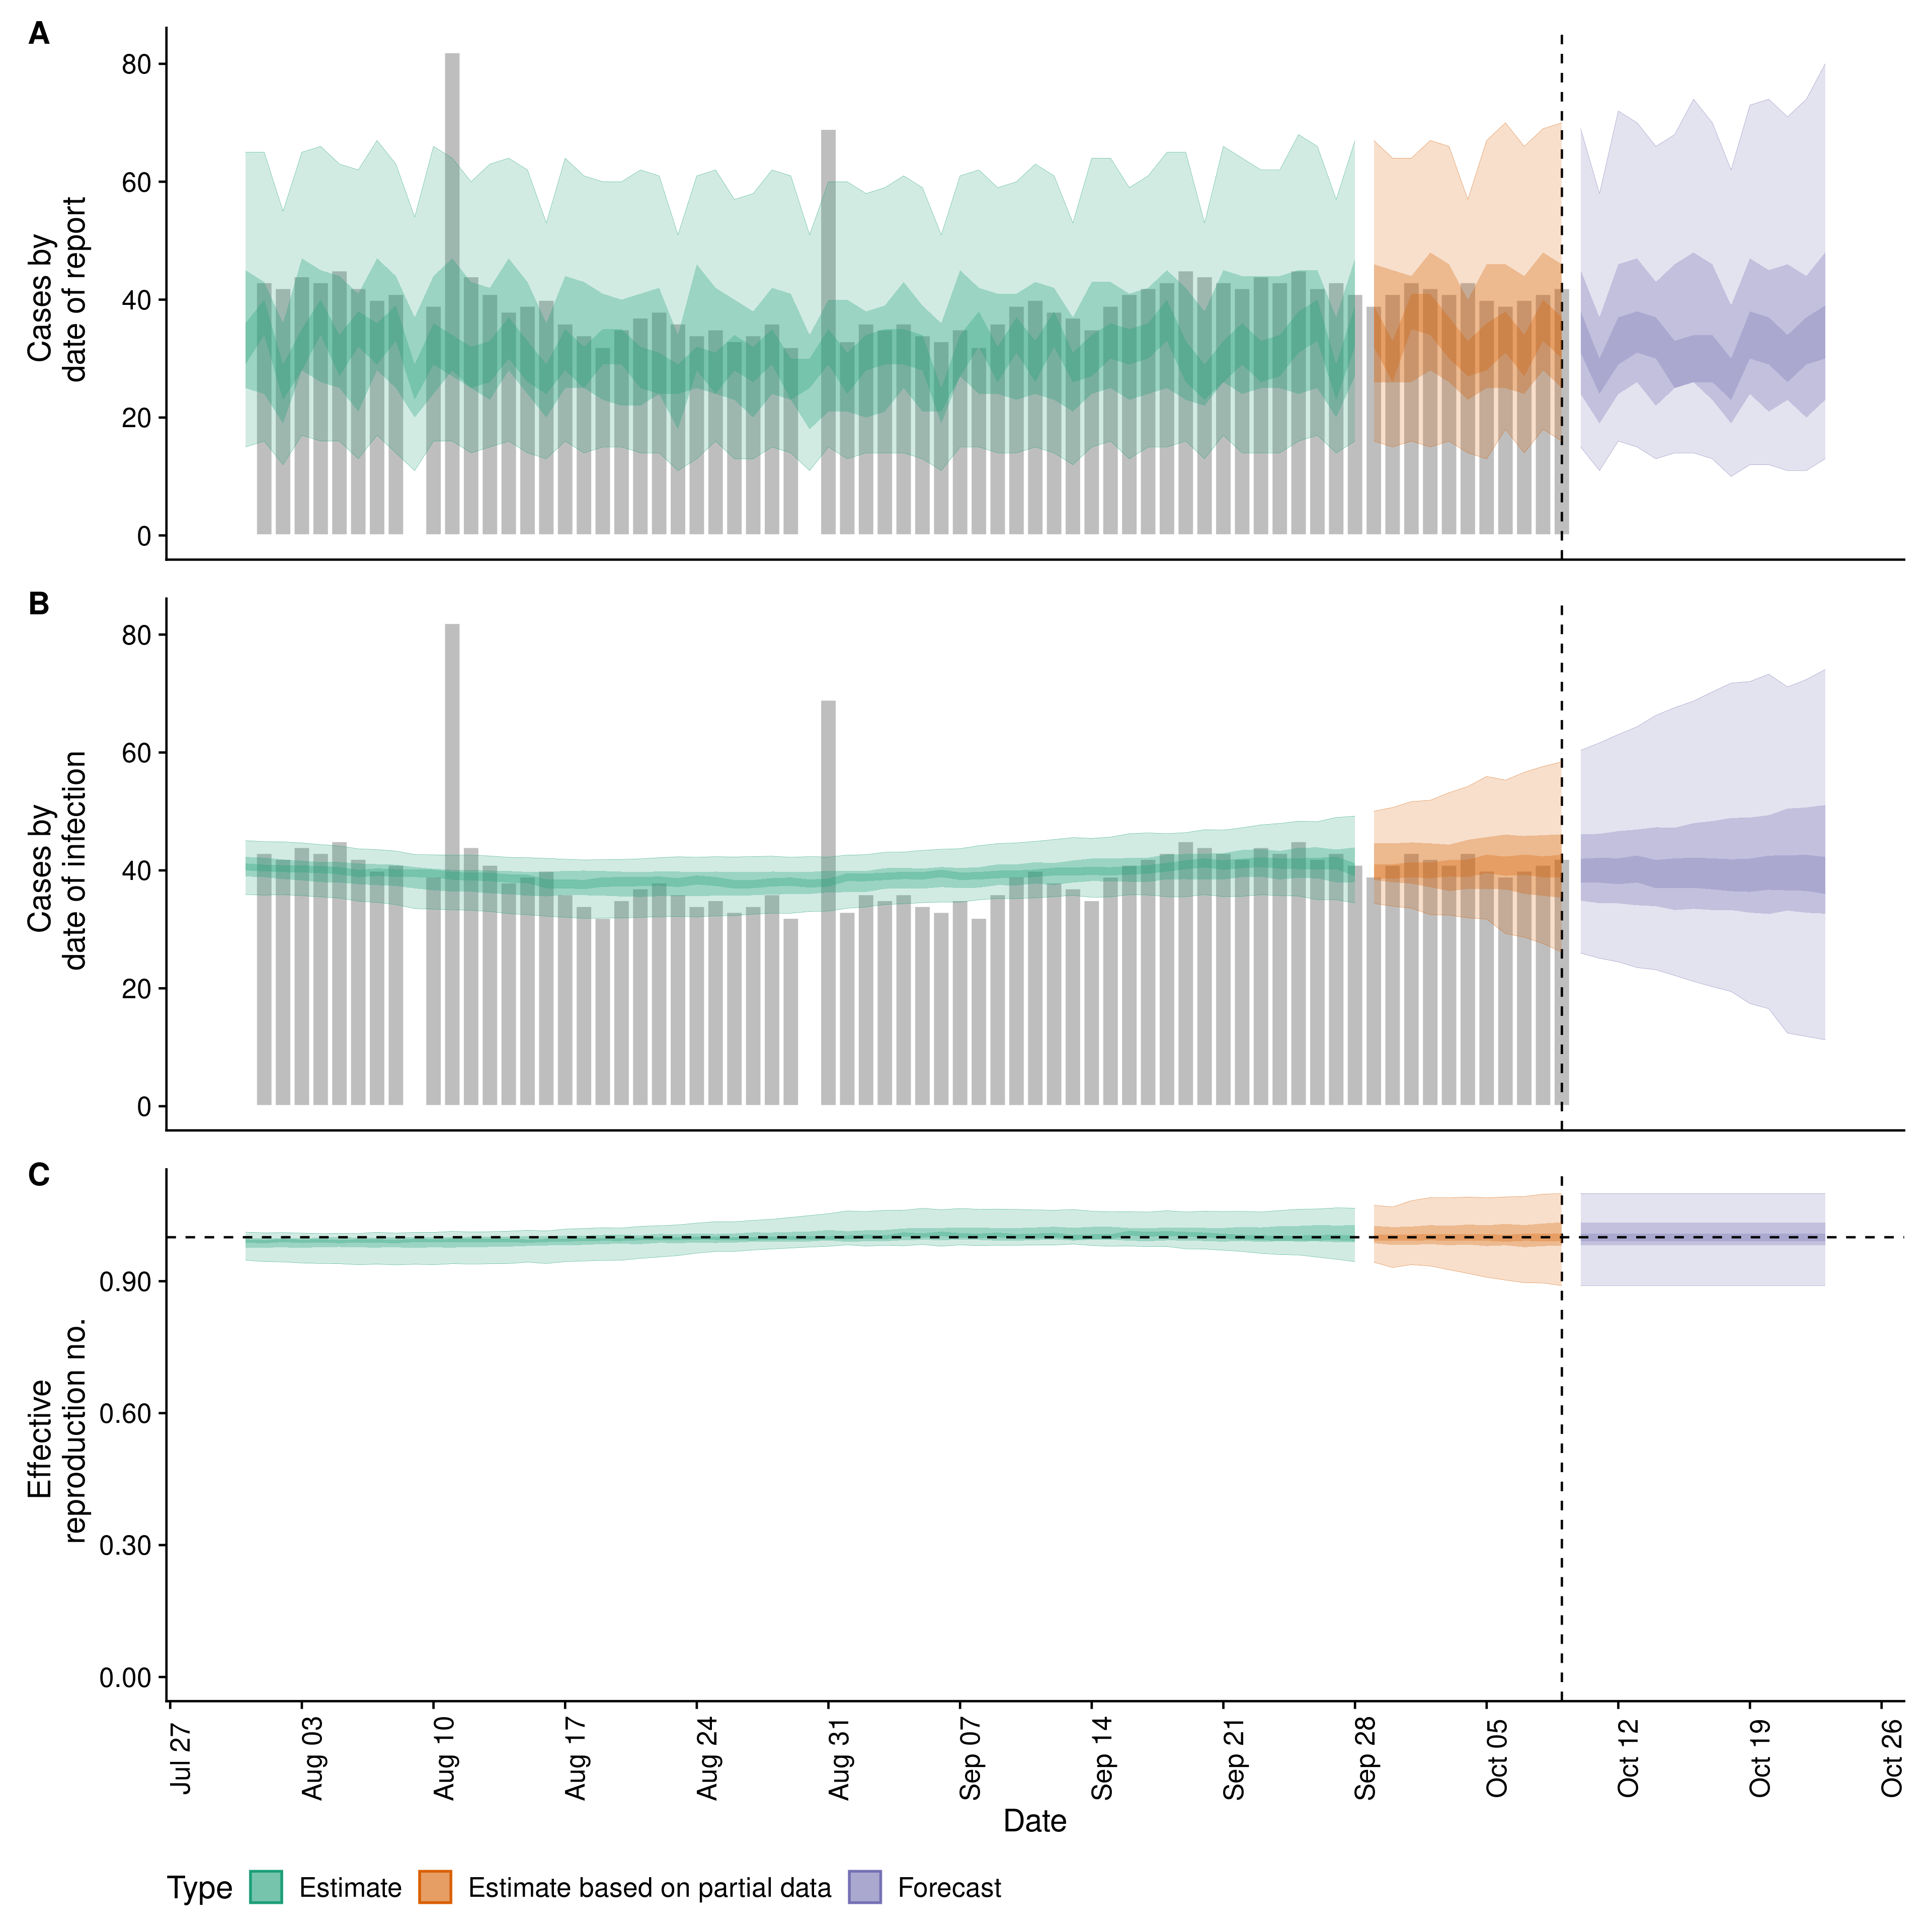 A
80
60
40
20
0
Cases by
date of report
B
80
60
40
20
0
Cases by
date of infection
C
0.90
0.60
0.30
0.00
Effective
reproduction no.
Jul 27
Aug 03
Aug 10
Aug 17
Aug 24
Aug 31
Sep 07
Sep 14
Sep 21
Sep 28
Oct 05
Oct 12
Oct 19
Oct 26
Date
Type Estimate Estimate based on partial data Forecast